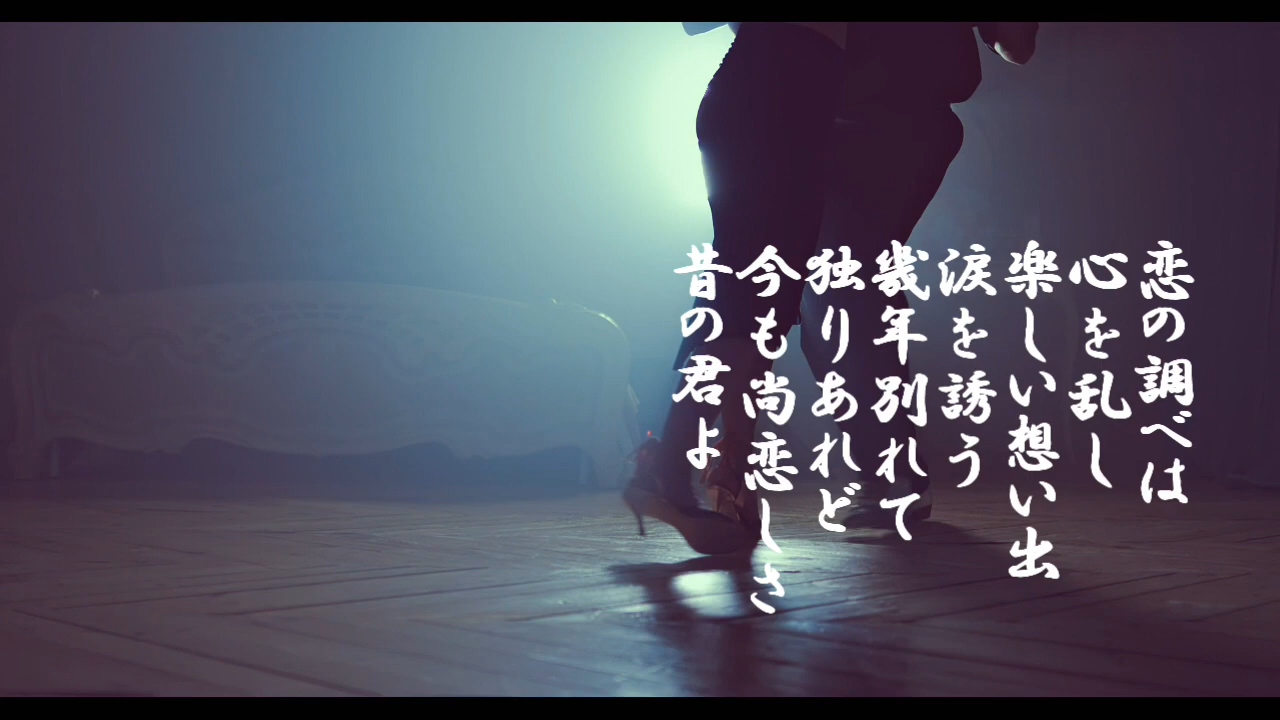 恋の調べは
心を乱し
楽しい想い出
涙を誘う
幾年別れて
独りあれど
今も尚恋しさ
昔の君よ